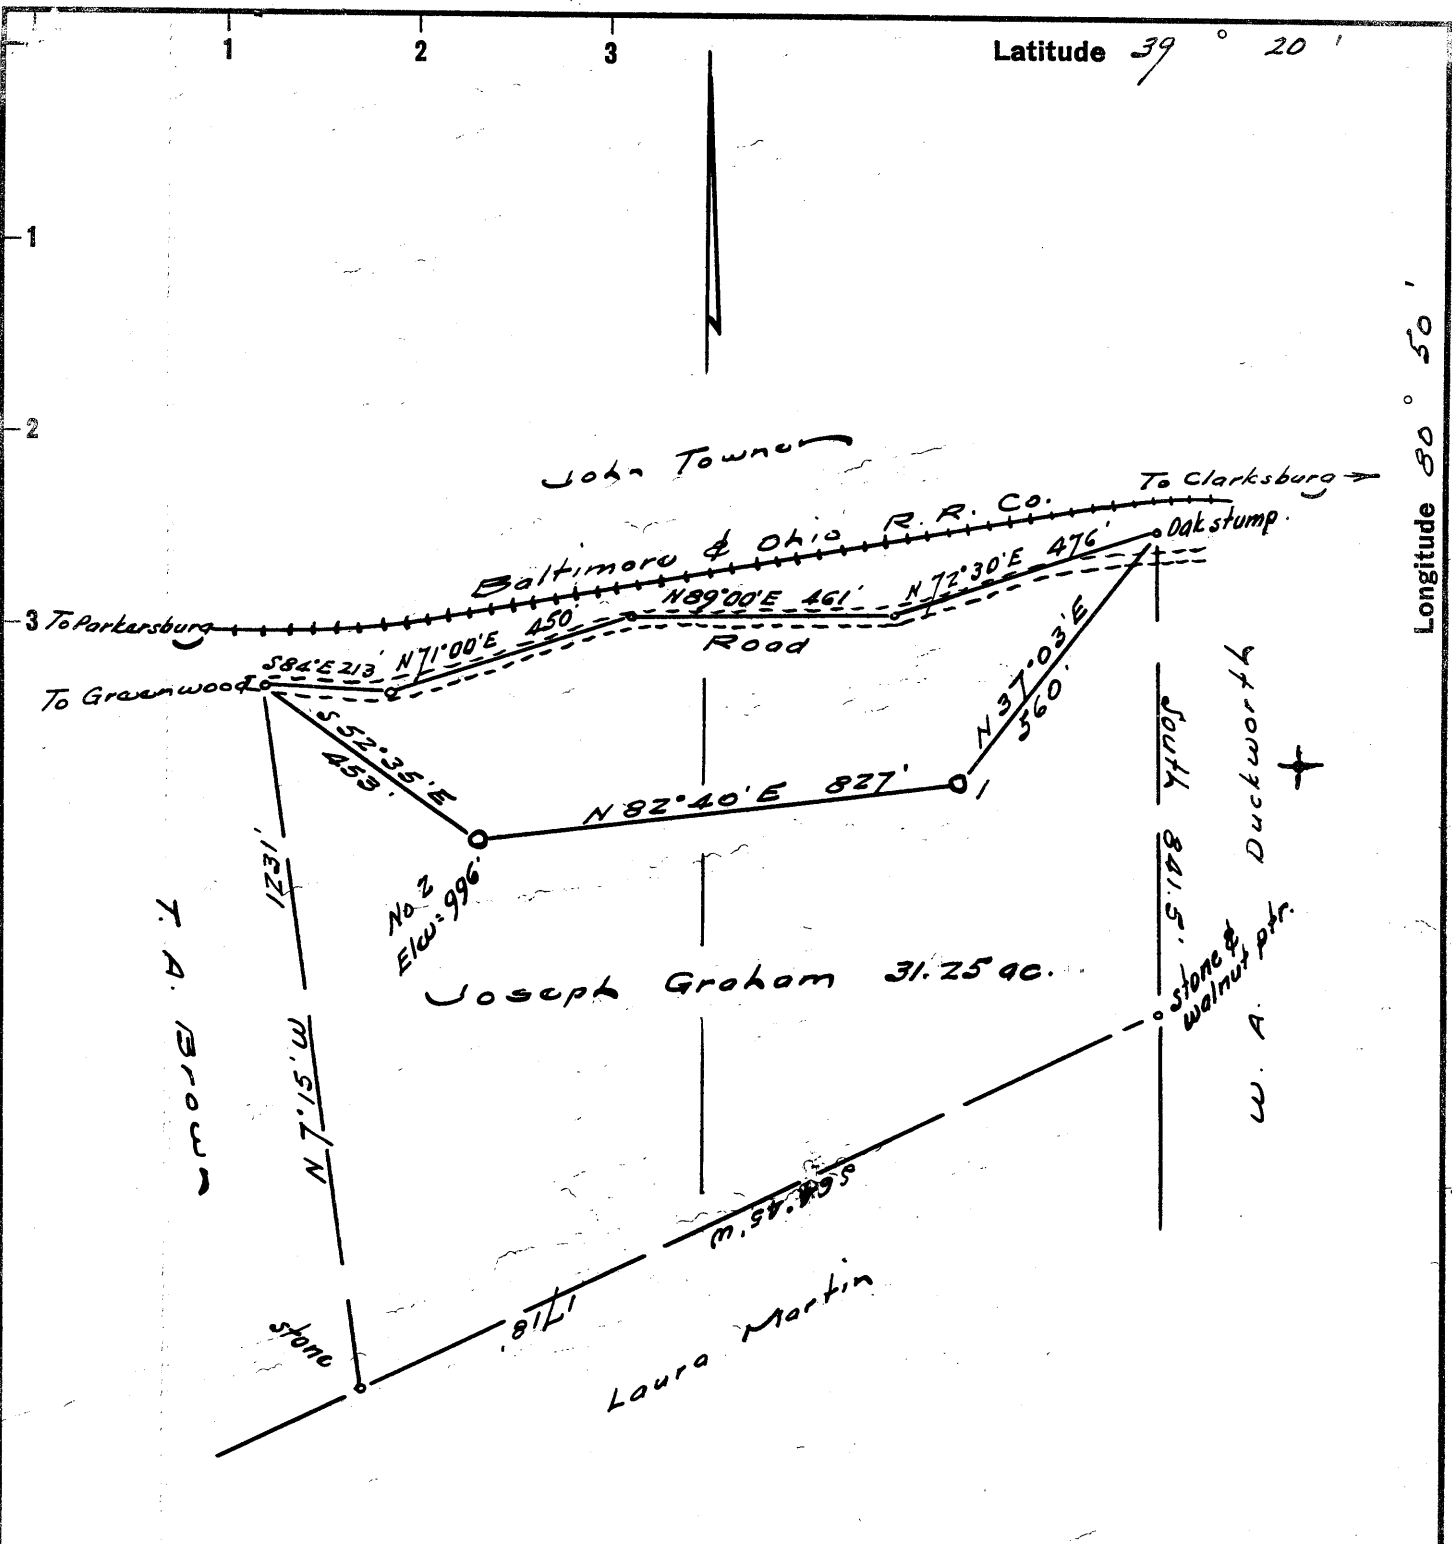 1 2 3 Latitude 39 ° 20 '
1
2
3
Longitude 80 ° 50 '
John Towner
To Clarksburg
Baltimore & Ohio R. R. Co.
Oak stump.
To Parkersburg
S84°E 213'
N71°00'E 450'
N89°00'E 461'
N72°30'E 476'
Road
To Greenwood
S52°35'E
453'
N82°40'E 827'
1
N37°03'E
560'
No 2
Elev=996'
1231'
N 7°15'W
T. A. Brown
Joseph Graham 31.25 ac.
South 841.5'
W. A. Duckworth
stone &
walnut ptr.
S64°45'W
1718'
stone
Laura Martin